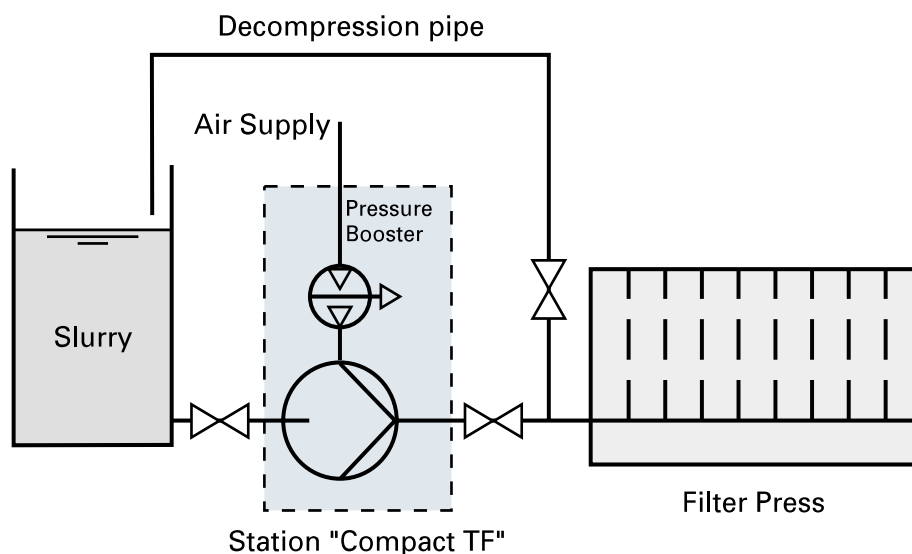 Decompression pipe
Air Supply
Pressure
Booster
Slurry
Filter Press
Station "Compact TF"